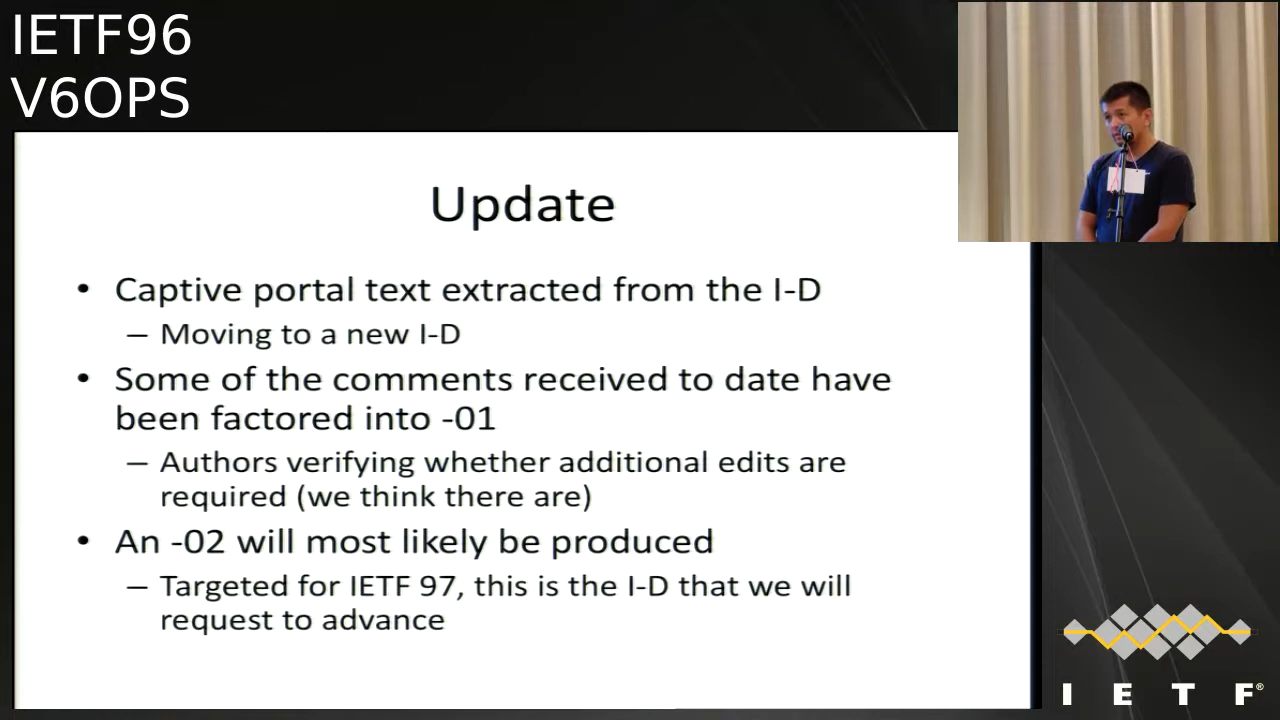 IETF96
V6OPS
Update
• Captive portal text extracted from the I-D
– Moving to a new I-D
• Some of the comments received to date have
been factored into -01
– Authors verifying whether additional edits are
required (we think there are)
• An -02 will most likely be produced
– Targeted for IETF 97, this is the I-D that we will
request to advance
I E T F®